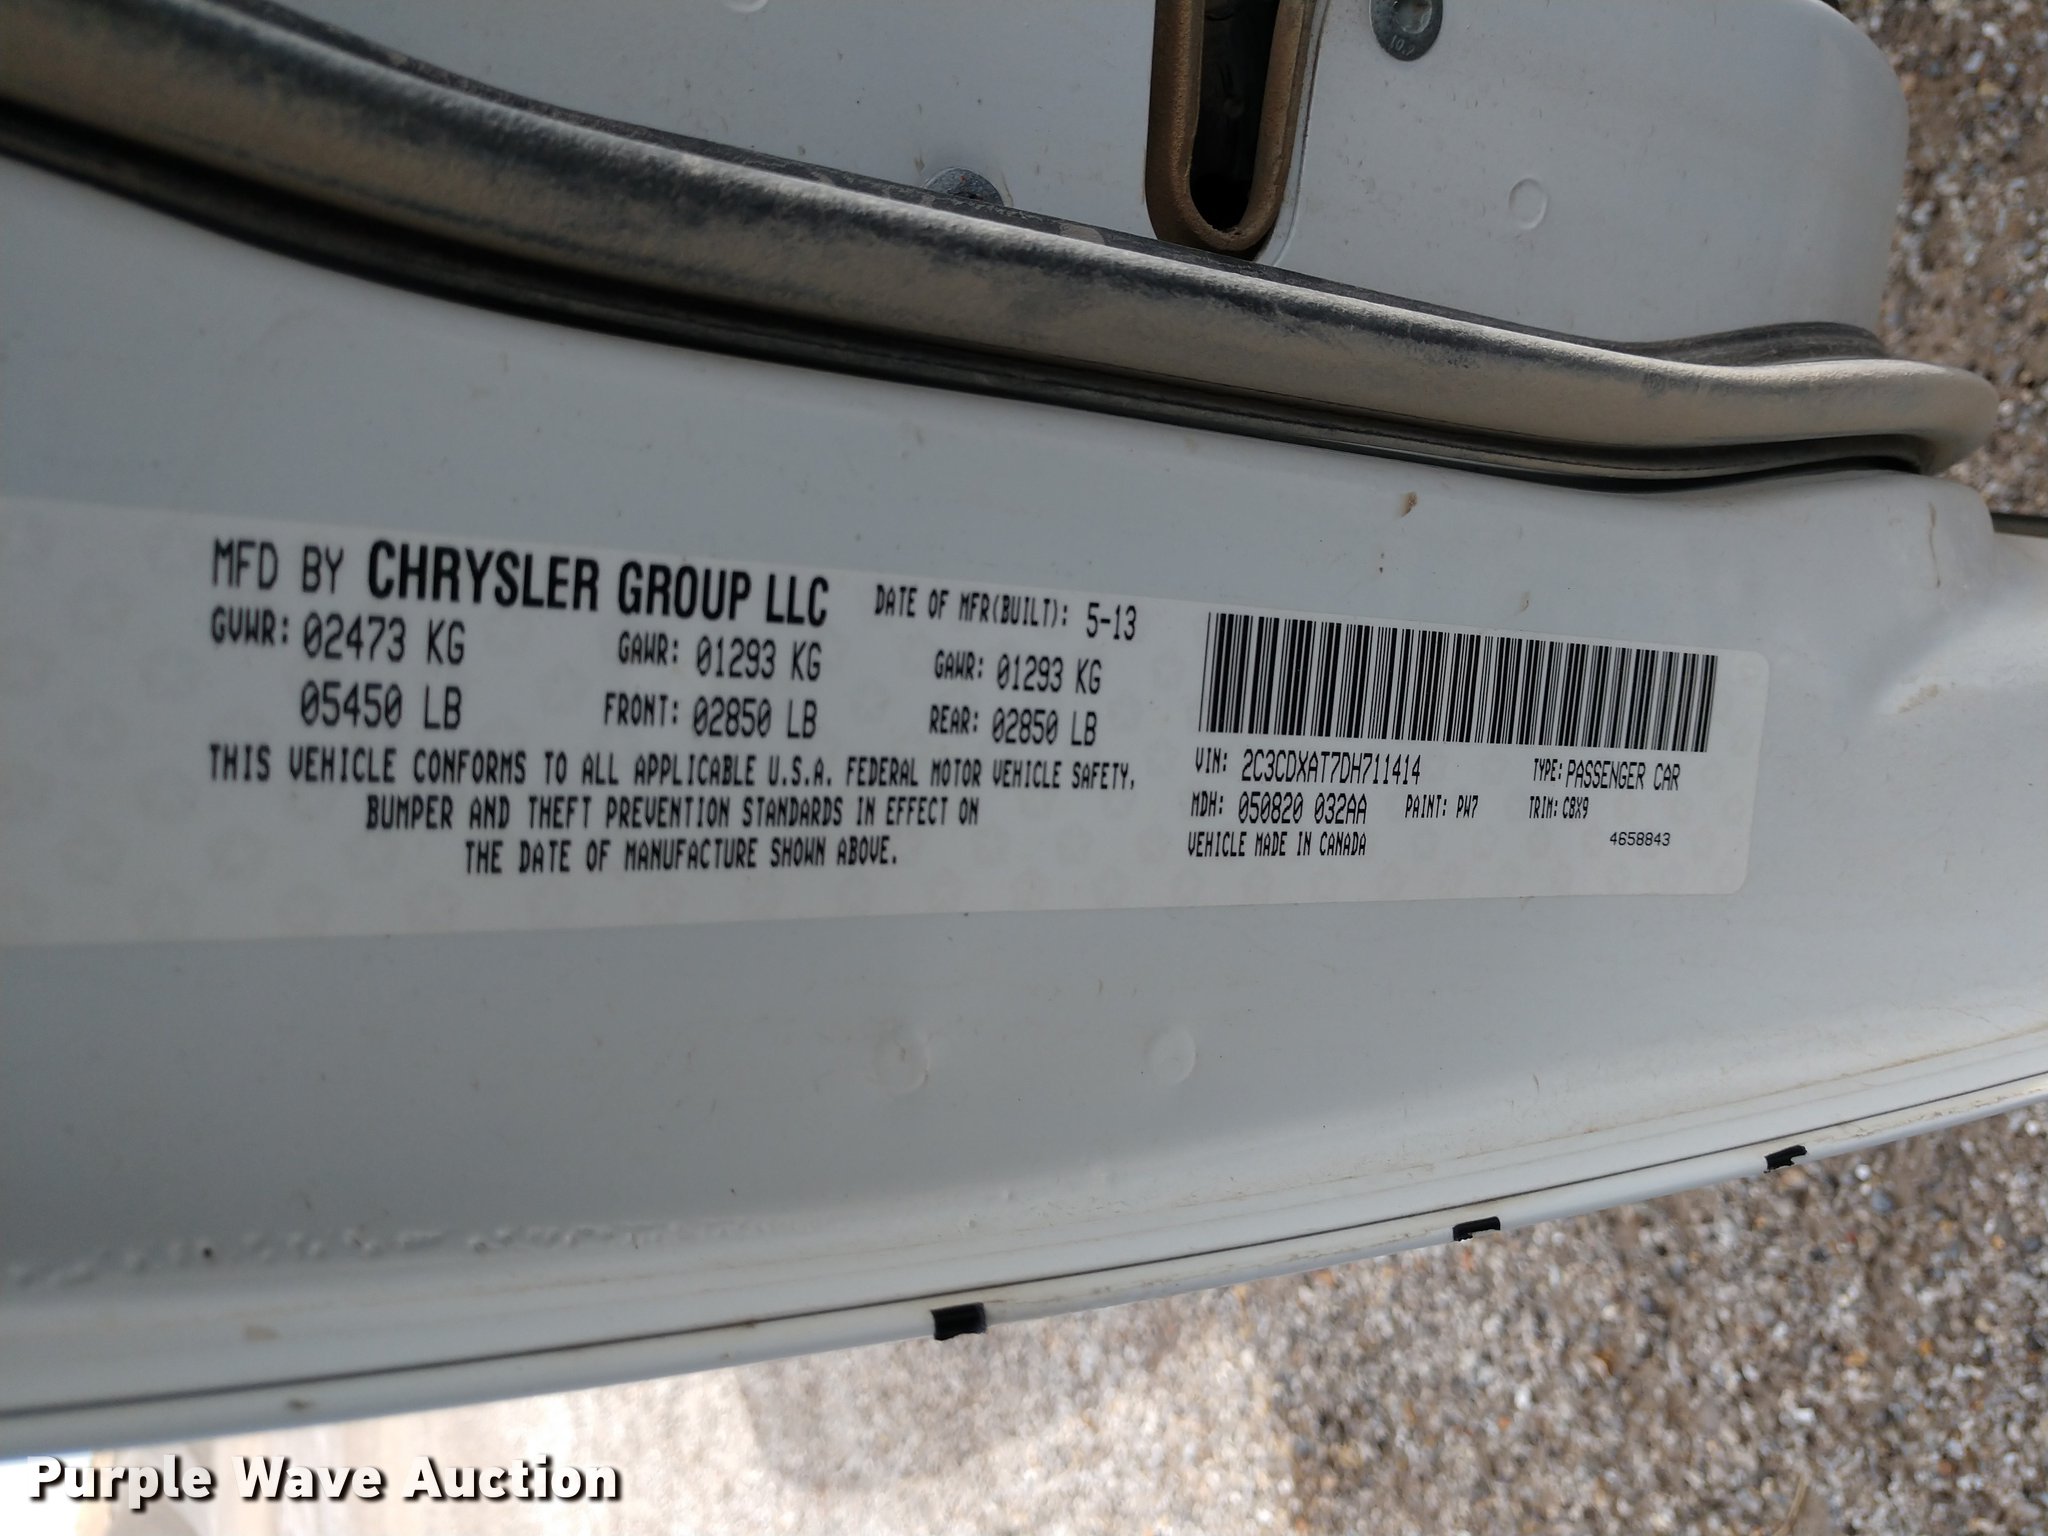 10.9
MFD BY CHRYSLER GROUP LLC DATE OF MFR(BUILT): 5-13
GVWR: 02473 KG GAWR: 01293 KG GAWR: 01293 KG
05450 LB FRONT: 02850 LB REAR: 02850 LB
THIS VEHICLE CONFORMS TO ALL APPLICABLE U.S.A. FEDERAL MOTOR VEHICLE SAFETY,
BUMPER AND THEFT PREVENTION STANDARDS IN EFFECT ON
THE DATE OF MANUFACTURE SHOWN ABOVE.
VIN: 2C3CDXAT7DH711414 TYPE: PASSENGER CAR
MDH: 050820 032AA PAINT: PW7 TRIM: C8X9
VEHICLE MADE IN CANADA 4658843
Purple Wave Auction